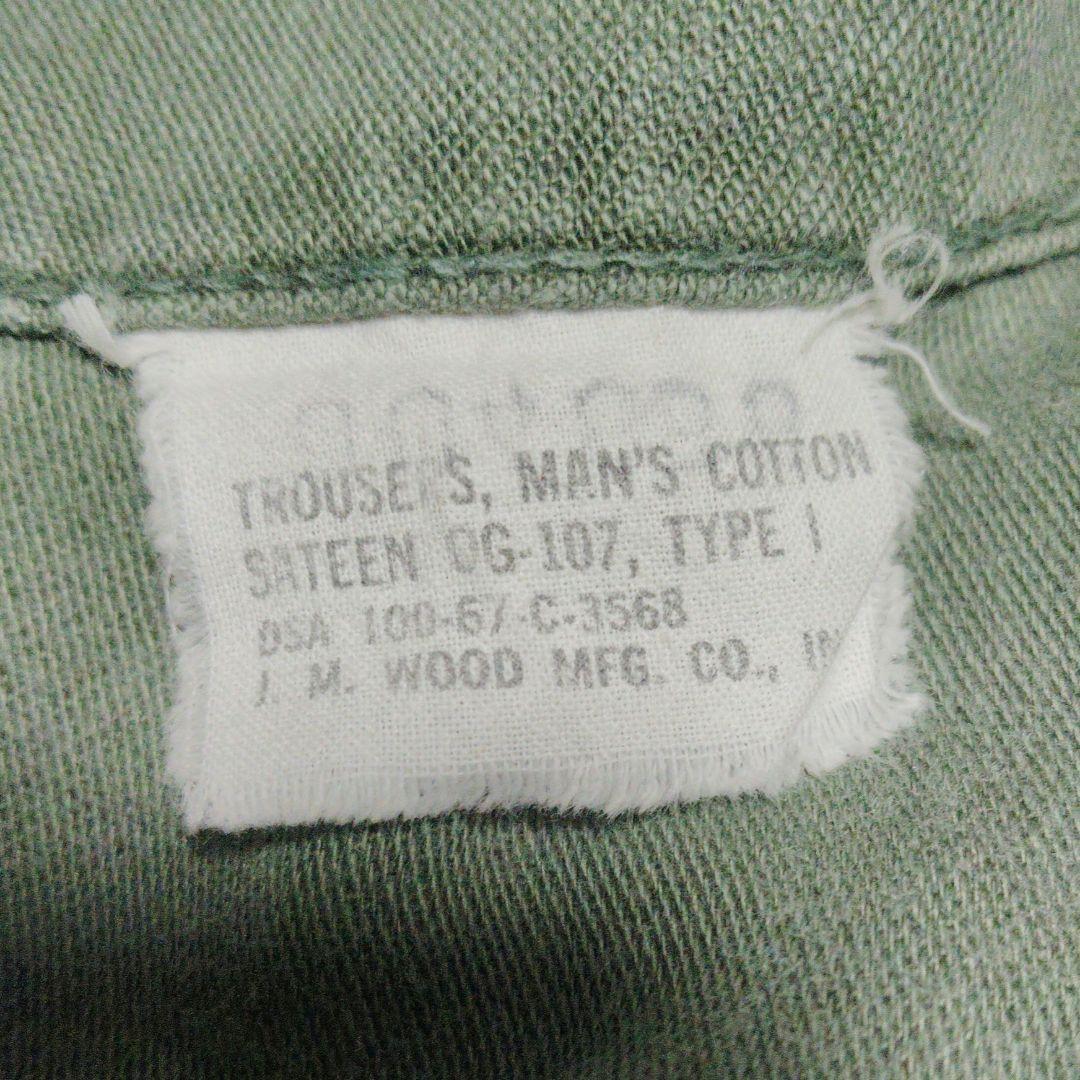 TROUSERS, MAN'S COTTON
SATEEN OG-107, TYPE I
DSA 100-67-C-3568
J. M. WOOD MFG. CO.,